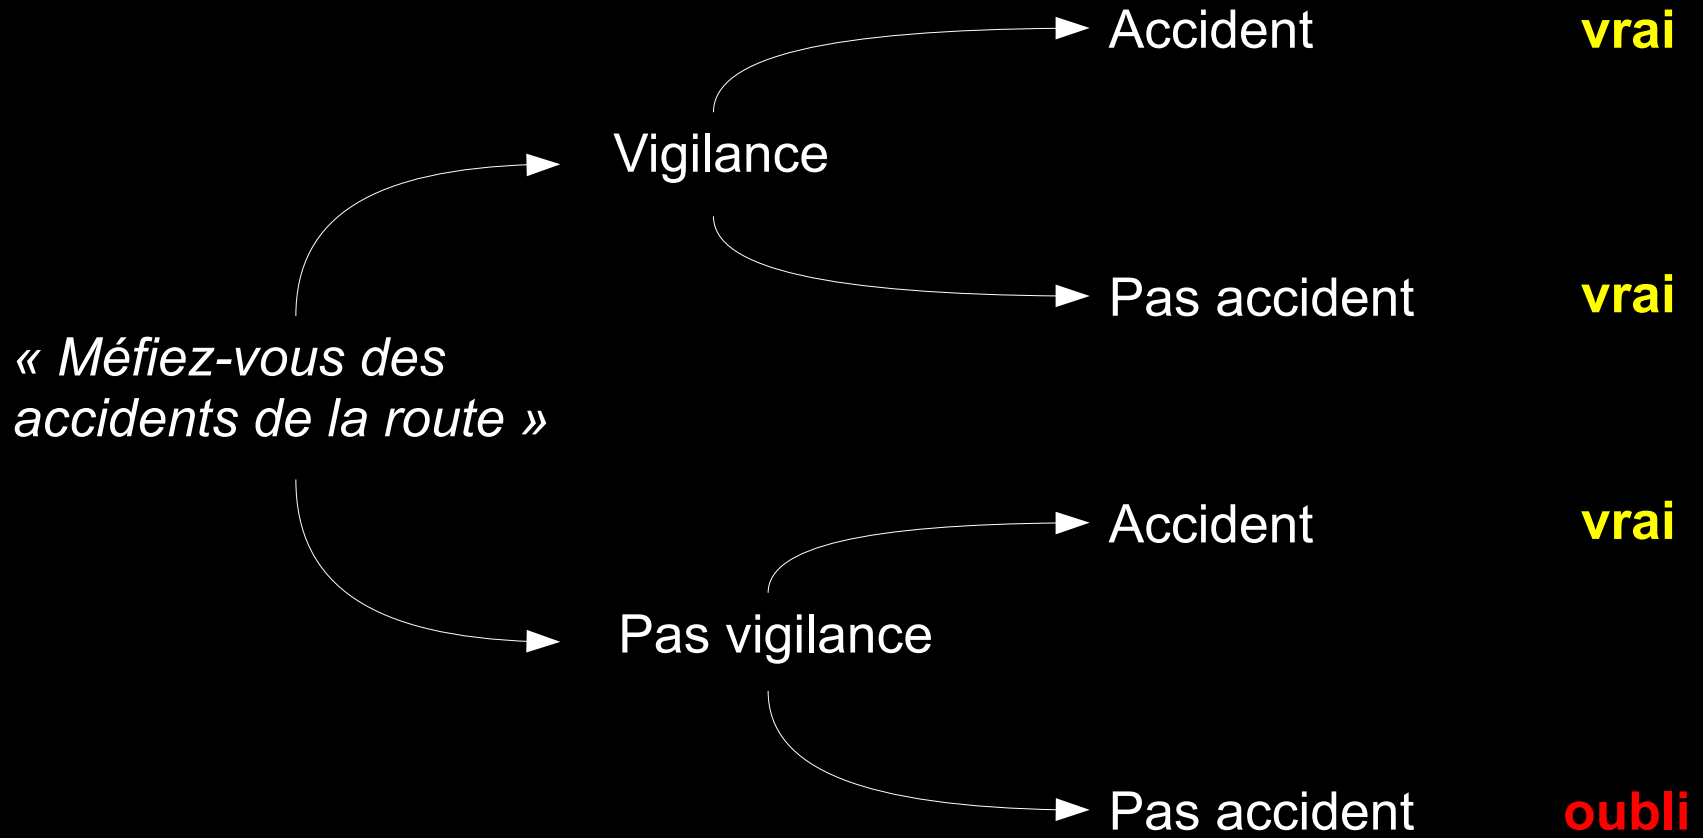 Accident vrai
Vigilance
Pas accident vrai
« Méfiez-vous des
accidents de la route »
Accident vrai
Pas vigilance
Pas accident oubli